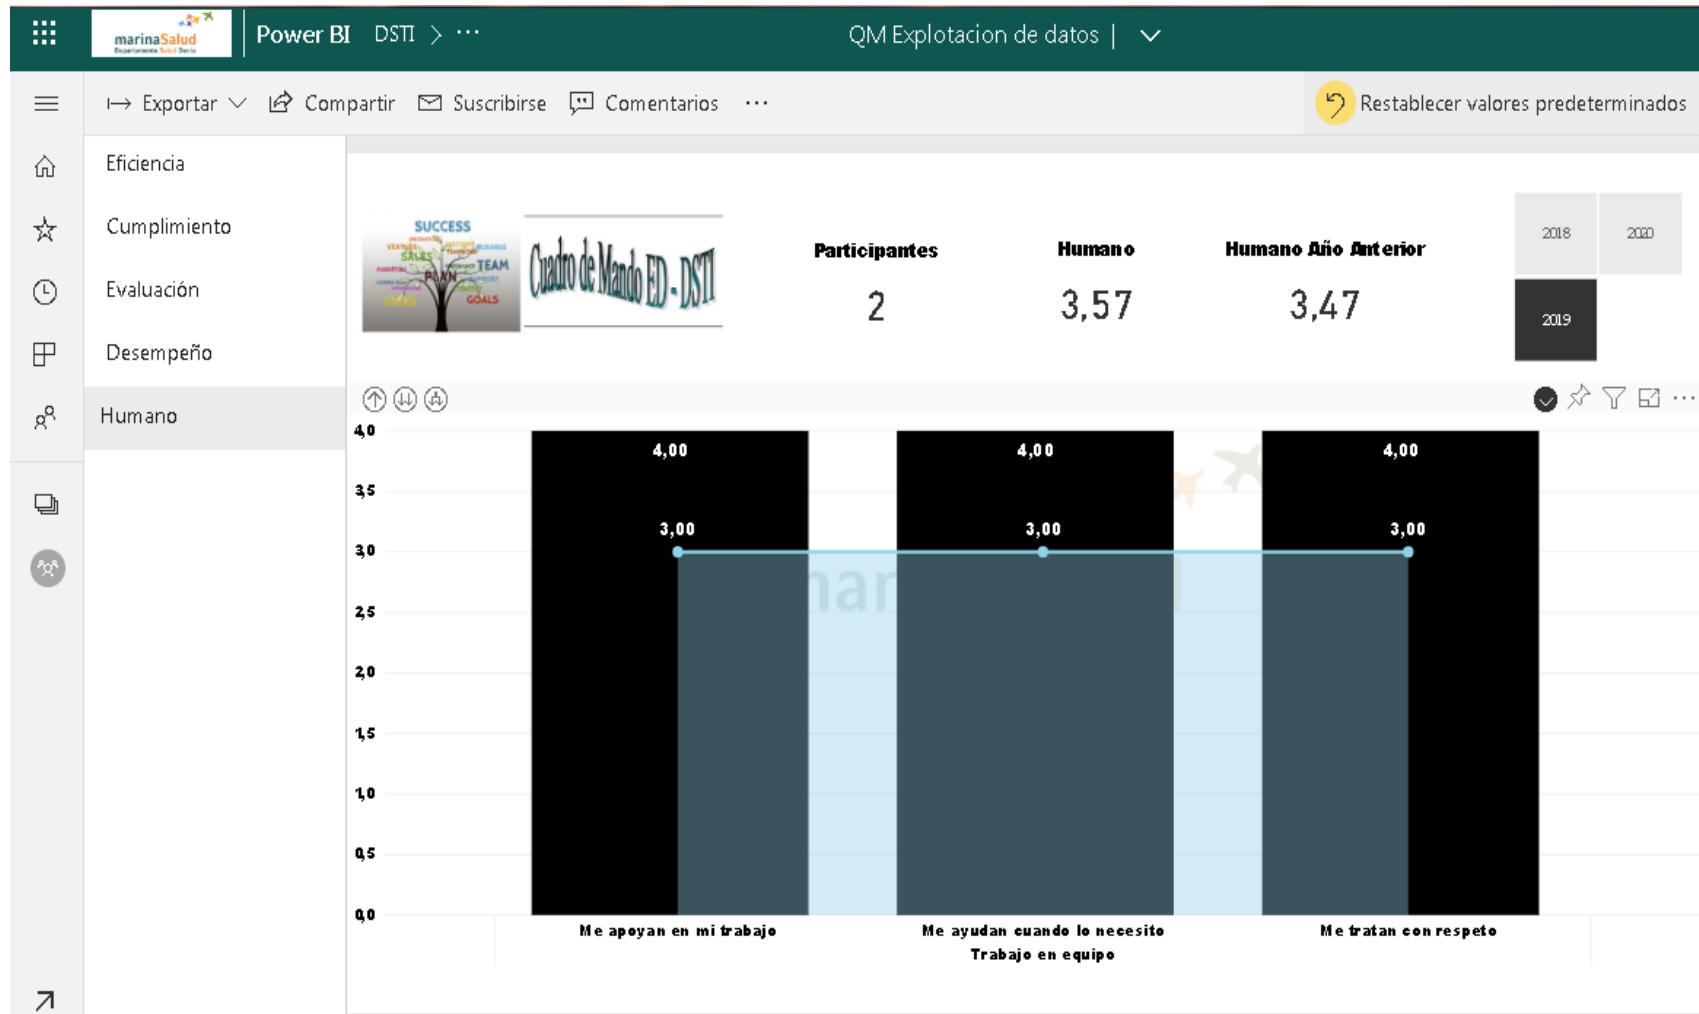 marinaSalud
Departamento Salud Denia
Power BI DSTI > ···
QM Explotacion de datos |
Exportar
Compartir
Suscribirse
Comentarios
···
Restablecer valores predeterminados
Eficiencia
Cumplimiento
Evaluación
Desempeño
Humano
SUCCESS
SALES
TEAM
PLAN
GOALS
Cuadro de Mando ED - DSTI
Participantes
2
Humano
3,57
Humano Año Anterior
3,47
2018
2020
2019
4,0
3,5
3,0
2,5
2,0
1,5
1,0
0,5
0,0
4,00
4,00
4,00
3,00
3,00
3,00
Me apoyan en mi trabajo
Me ayudan cuando lo necesito
Me tratan con respeto
Trabajo en equipo